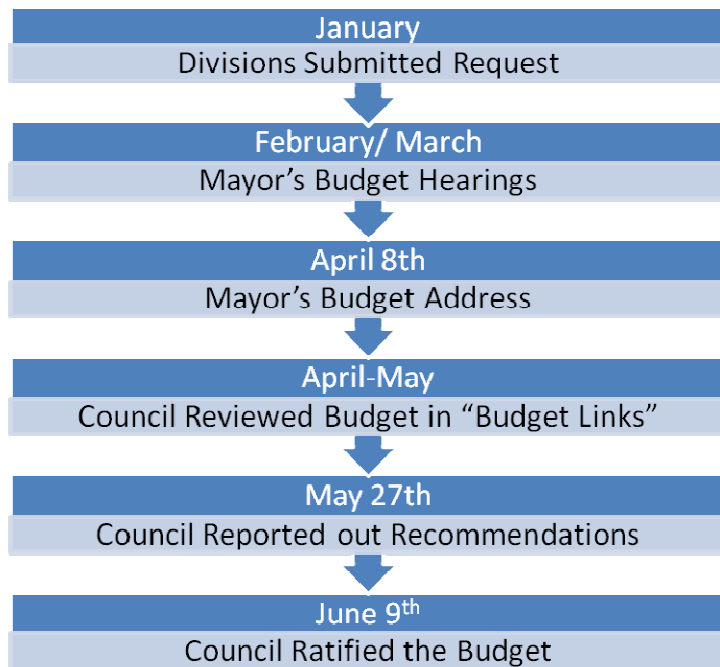 January
Divisions Submitted Request
February/ March
Mayor’s Budget Hearings
April 8th
Mayor’s Budget Address
April-May
Council Reviewed Budget in “Budget Links”
May 27th
Council Reported out Recommendations
June 9th
Council Ratified the Budget